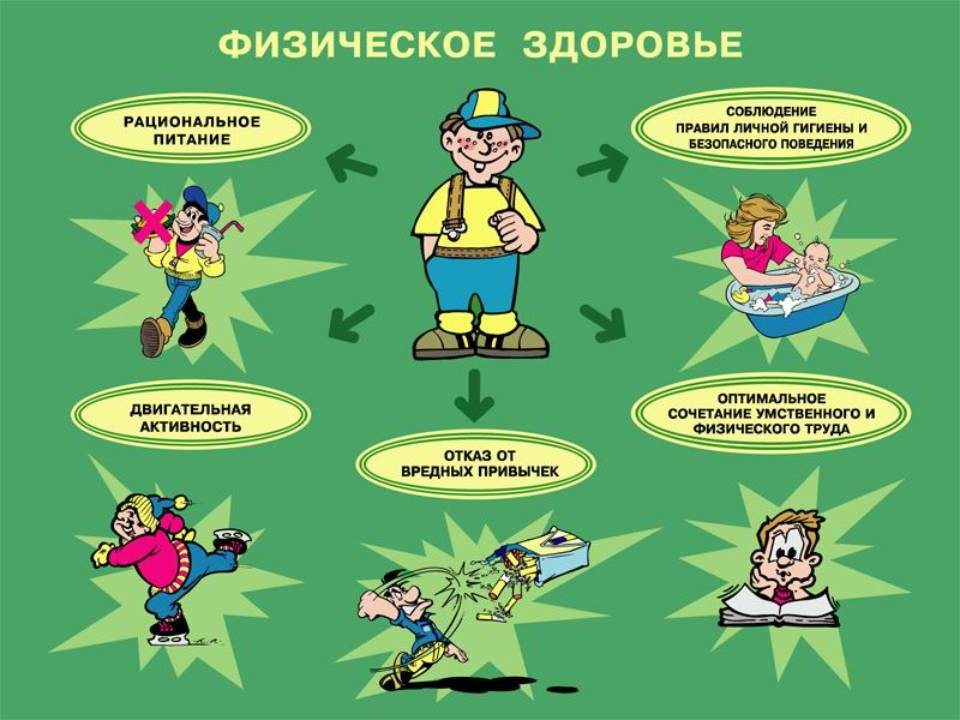 ФИЗИЧЕСКОЕ ЗДОРОВЬЕ
РАЦИОНАЛЬНОЕ
ПИТАНИЕ
СОБЛЮДЕНИЕ
ПРАВИЛ ЛИЧНОЙ ГИГИЕНЫ И
БЕЗОПАСНОГО ПОВЕДЕНИЯ
ДВИГАТЕЛЬНАЯ
АКТИВНОСТЬ
ОТКАЗ ОТ
ВРЕДНЫХ ПРИВЫЧЕК
ОПТИМАЛЬНОЕ
СОЧЕТАНИЕ УМСТВЕННОГО И
ФИЗИЧЕСКОГО ТРУДА